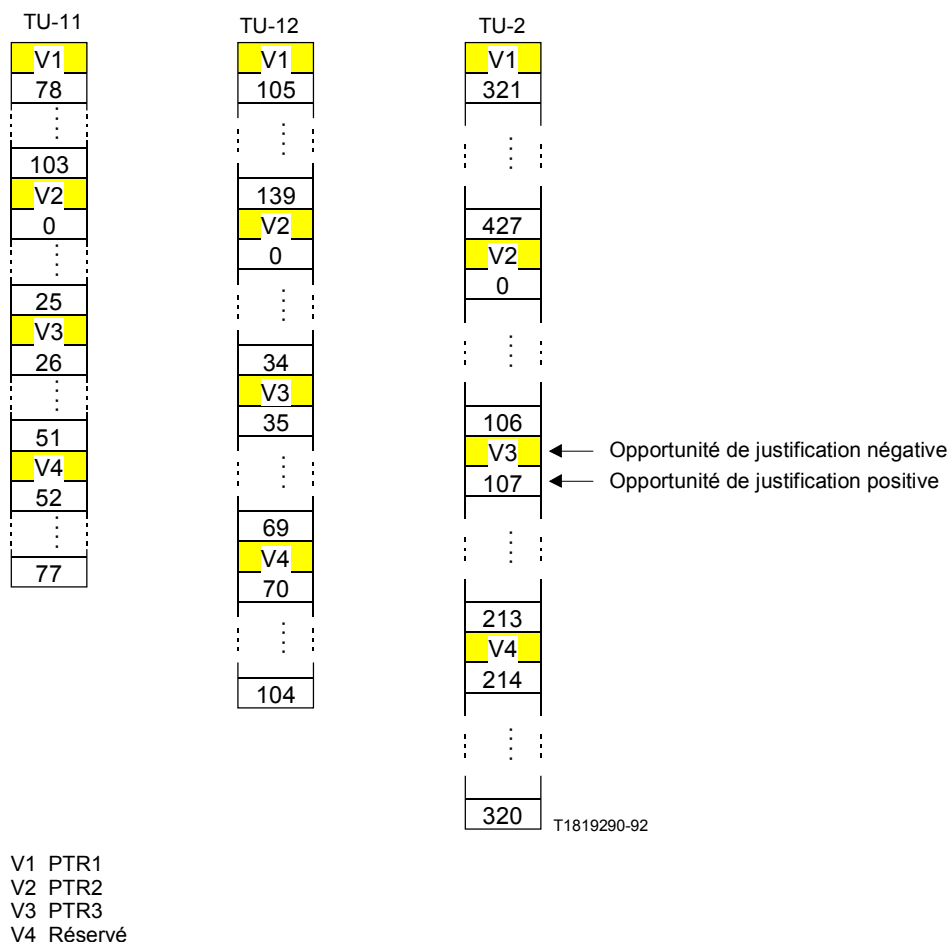 TU-11
V1
78
103
V2
0
25
V3
26
51
V4
52
77
TU-12
V1
105
139
V2
0
34
V3
35
69
V4
70
104
TU-2
V1
321
427
V2
0
106
V3
107
213
V4
214
320
Opportunité de justification négative
Opportunité de justification positive
T1819290-92
V1 PTR1
V2 PTR2
V3 PTR3
V4 Réservé